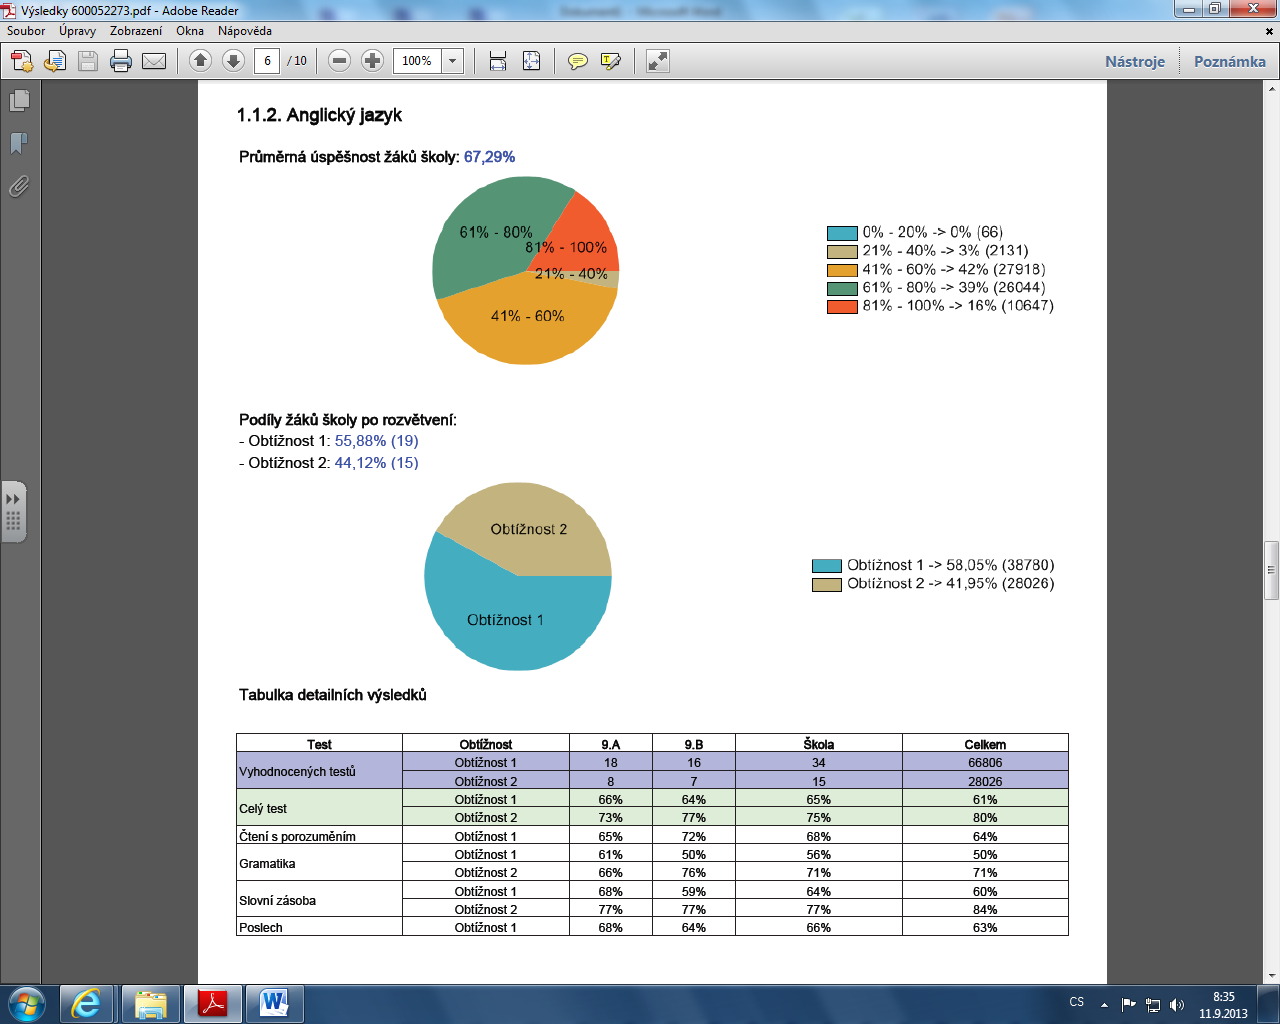 Výsledky 600052273.pdf - Adobe Reader
Soubor Úpravy Zobrazení Okna Nápověda
6 / 10 100% Nástroje Poznámka
1.1.2. Anglický jazyk
Průměrná úspěšnost žáků školy: 67,29%
61% - 80%
81% - 100%
21% - 40%
41% - 60%
0% - 20% -> 0% (66)
21% - 40% -> 3% (2131)
41% - 60% -> 42% (27918)
61% - 80% -> 39% (26044)
81% - 100% -> 16% (10647)
Podíly žáků školy po rozvětvení:
- Obtížnost 1: 55,88% (19)
- Obtížnost 2: 44,12% (15)
Obtížnost 2
Obtížnost 1
Obtížnost 1 -> 58,05% (38780)
Obtížnost 2 -> 41,95% (28026)
Tabulka detailních výsledků
Test Obtížnost 9.A 9.B Škola Celkem
Vyhodnocených testů Obtížnost 1 18 16 34 66806
Obtížnost 2 8 7 15 28026
Celý test Obtížnost 1 66% 64% 65% 61%
Obtížnost 2 73% 77% 75% 80%
Čtení s porozuměním Obtížnost 1 65% 72% 68% 64%
Gramatika Obtížnost 1 61% 50% 56% 50%
Obtížnost 2 66% 76% 71% 71%
Slovní zásoba Obtížnost 1 68% 59% 64% 60%
Obtížnost 2 77% 77% 77% 84%
Poslech Obtížnost 1 68% 64% 66% 63%
CS 8:35
11.9.2013